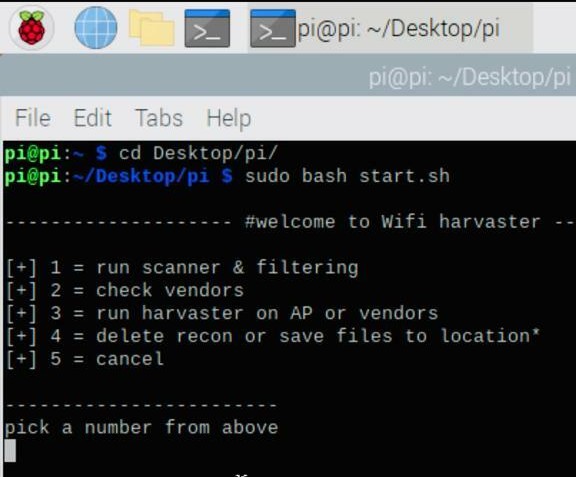 pi@pi: ~/Desktop/pi
pi@pi: ~/Desktop/pi
File Edit Tabs Help
pi@pi:~ $ cd Desktop/pi/
pi@pi:~/Desktop/pi $ sudo bash start.sh
-------------------- #welcome to Wifi harvaster --
[+] 1 = run scanner & filtering
[+] 2 = check vendors
[+] 3 = run harvaster on AP or vendors
[+] 4 = delete recon or save files to location*
[+] 5 = cancel
------------------------
pick a number from above